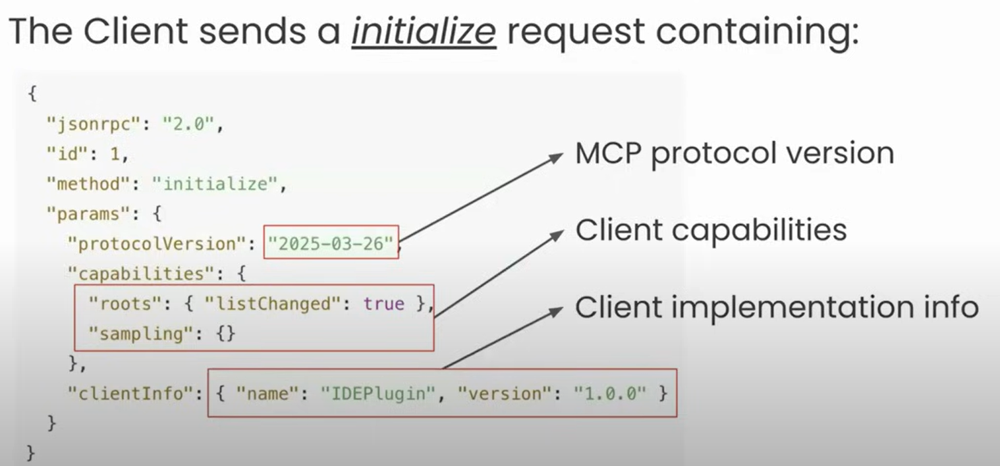 The Client sends a initialize request containing:
{
"jsonrpc": "2.0",
"id": 1,
"method": "initialize",
"params": {
"protocolVersion": "2025-03-26",
"capabilities": {
"roots": { "listChanged": true },
"sampling": {}
},
"clientInfo": { "name": "IDEPlugin", "version": "1.0.0" }
}
}
MCP protocol version
Client capabilities
Client implementation info